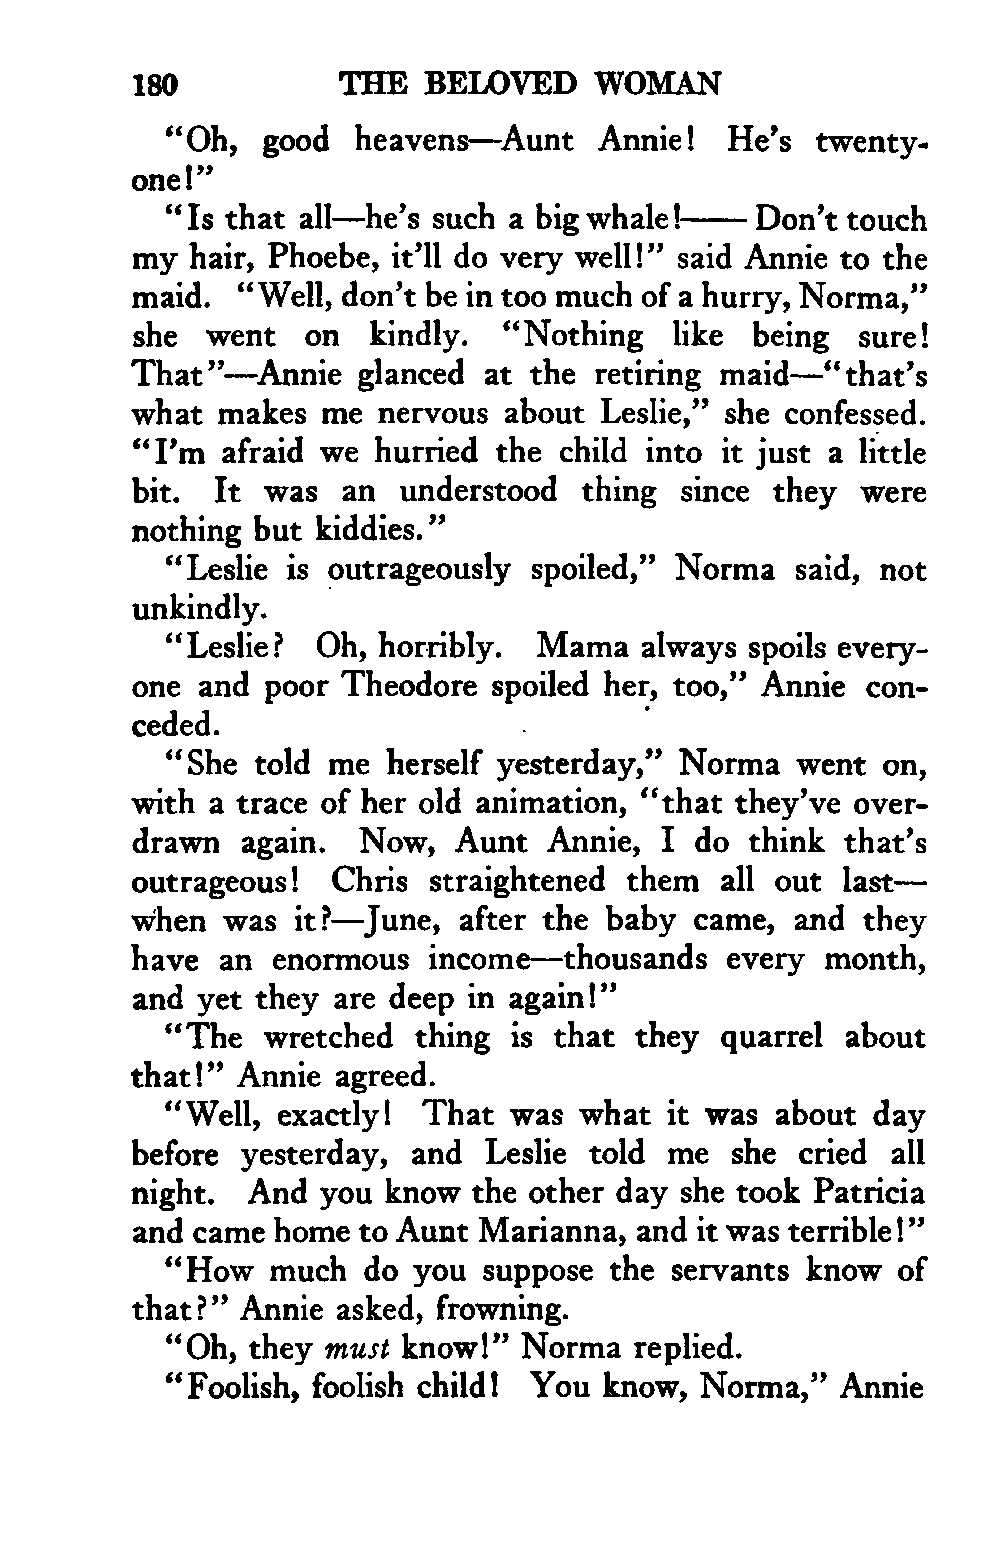 180 THE BELOVED WOMAN
“Oh, good heavens—Aunt Annie! He’s twenty-
one!”
“Is that all—he’s such a big whale!—— Don’t touch
my hair, Phoebe, it’ll do very well!” said Annie to the
maid. “Well, don’t be in too much of a hurry, Norma,”
she went on kindly. “Nothing like being sure!
That”—Annie glanced at the retiring maid—“that’s
what makes me nervous about Leslie,” she confessed.
“I’m afraid we hurried the child into it just a little
bit. It was an understood thing since they were
nothing but kiddies.”
“Leslie is outrageously spoiled,” Norma said, not
unkindly.
“Leslie? Oh, horribly. Mama always spoils every-
one and poor Theodore spoiled her, too,” Annie con-
ceded.
“She told me herself yesterday,” Norma went on,
with a trace of her old animation, “that they’ve over-
drawn again. Now, Aunt Annie, I do think that’s
outrageous! Chris straightened them all out last—
when was it?—June, after the baby came, and they
have an enormous income—thousands every month,
and yet they are deep in again!”
“The wretched thing is that they quarrel about
that!” Annie agreed.
“Well, exactly! That was what it was about day
before yesterday, and Leslie told me she cried all
night. And you know the other day she took Patricia
and came home to Aunt Marianna, and it was terrible!”
“How much do you suppose the servants know of
that?” Annie asked, frowning.
“Oh, they must know!” Norma replied.
“Foolish, foolish child! You know, Norma,” Annie